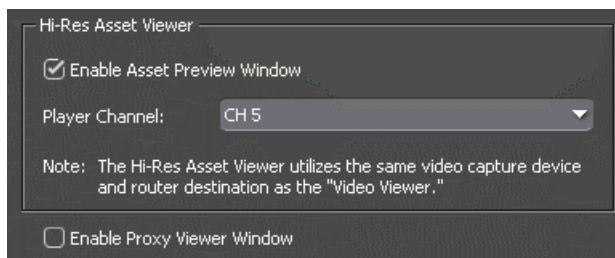 Hi-Res Asset Viewer
Enable Asset Preview Window
Player Channel: CH 5
Note: The Hi-Res Asset Viewer utilizes the same video capture device
and router destination as the "Video Viewer."
Enable Proxy Viewer Window